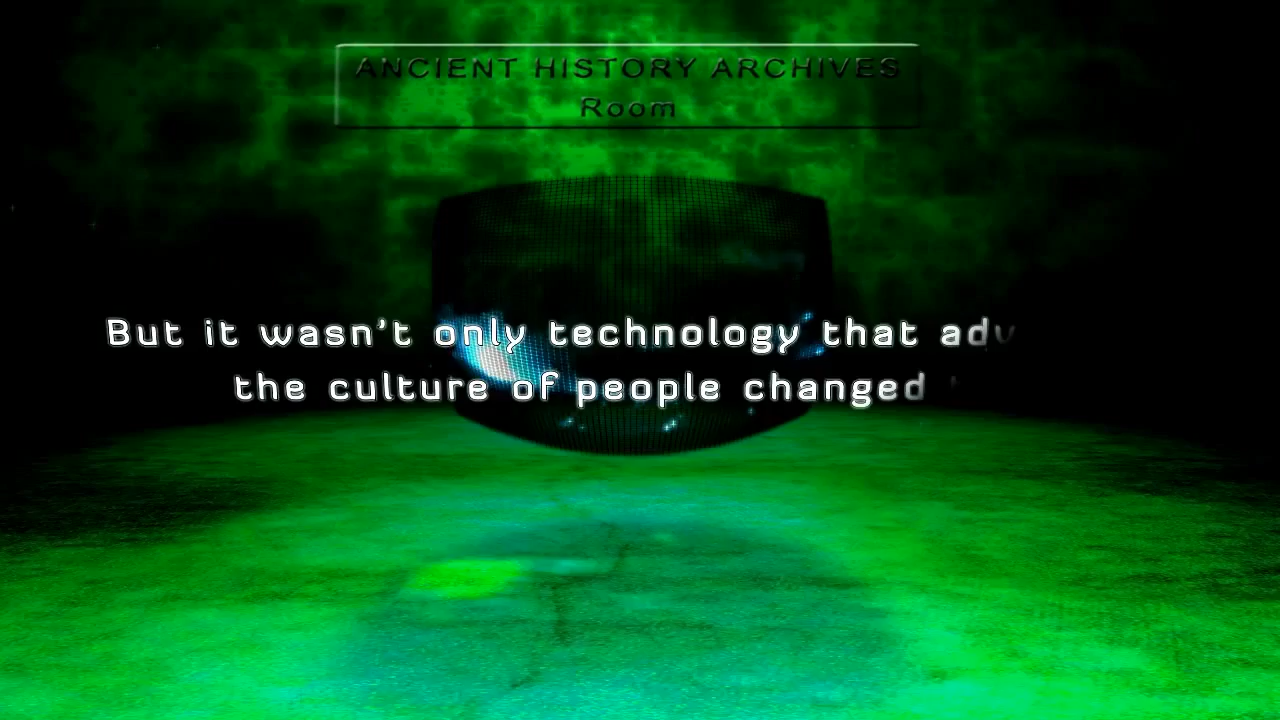 ANCIENT HISTORY ARCHIVES
Room
But it wasn't only technology that
the culture of people changed